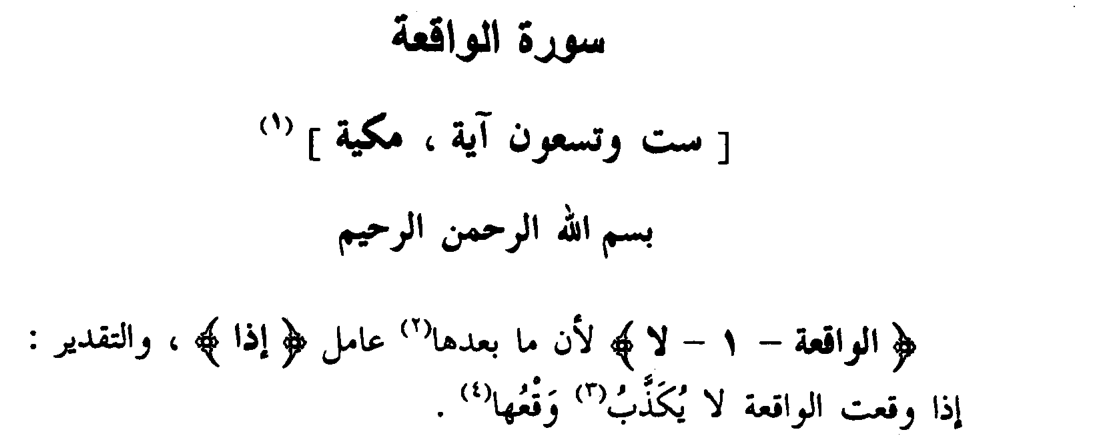 سورة الواقعة
[ ست وتسعون آية ، مكية ] (١)
بسم الله الرحمن الرحيم
﴿ الواقعة – ١ – لا ﴾ لأن ما بعدها(٢) عامل ﴿ إذا ﴾ ، والتقدير :
إذا وقعت الواقعة لا يُكَذَّبُ(٣) وَقْعُها(٤) .